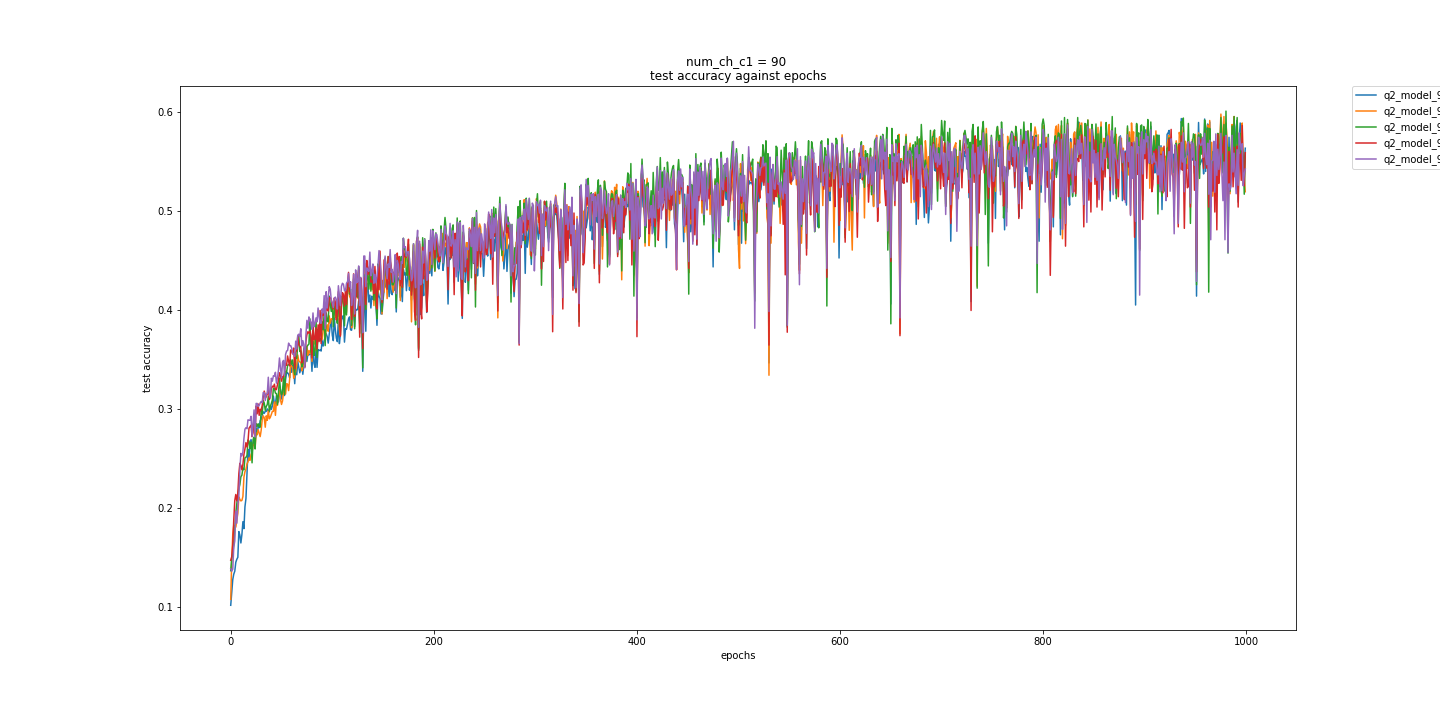 num_ch_c1 = 90
test accuracy against epochs
0.6
0.5
0.4
0.3
0.2
0.1
test accuracy
0
200
400
600
800
1000
epochs
q2_model_9
q2_model_9
q2_model_9
q2_model_9
q2_model_9